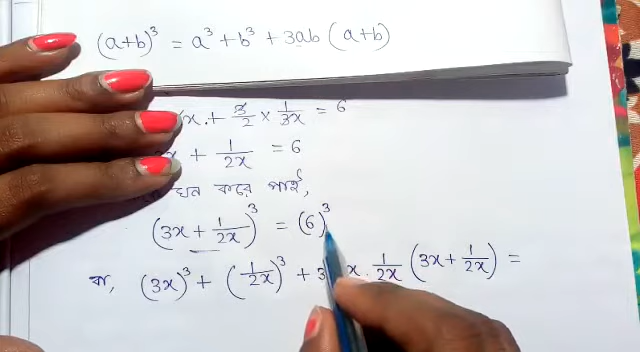 (a+b)³ = a³ + b³ + 3ab (a+b)
x + 3/2 × 1/3x = 6
x + 1/2x = 6
ঘন করে পাই,
(3x + 1/2x)³ = (6)³
বা, (3x)³ + (1/2x)³ + 3 x · 1/2x (3x + 1/2x) =